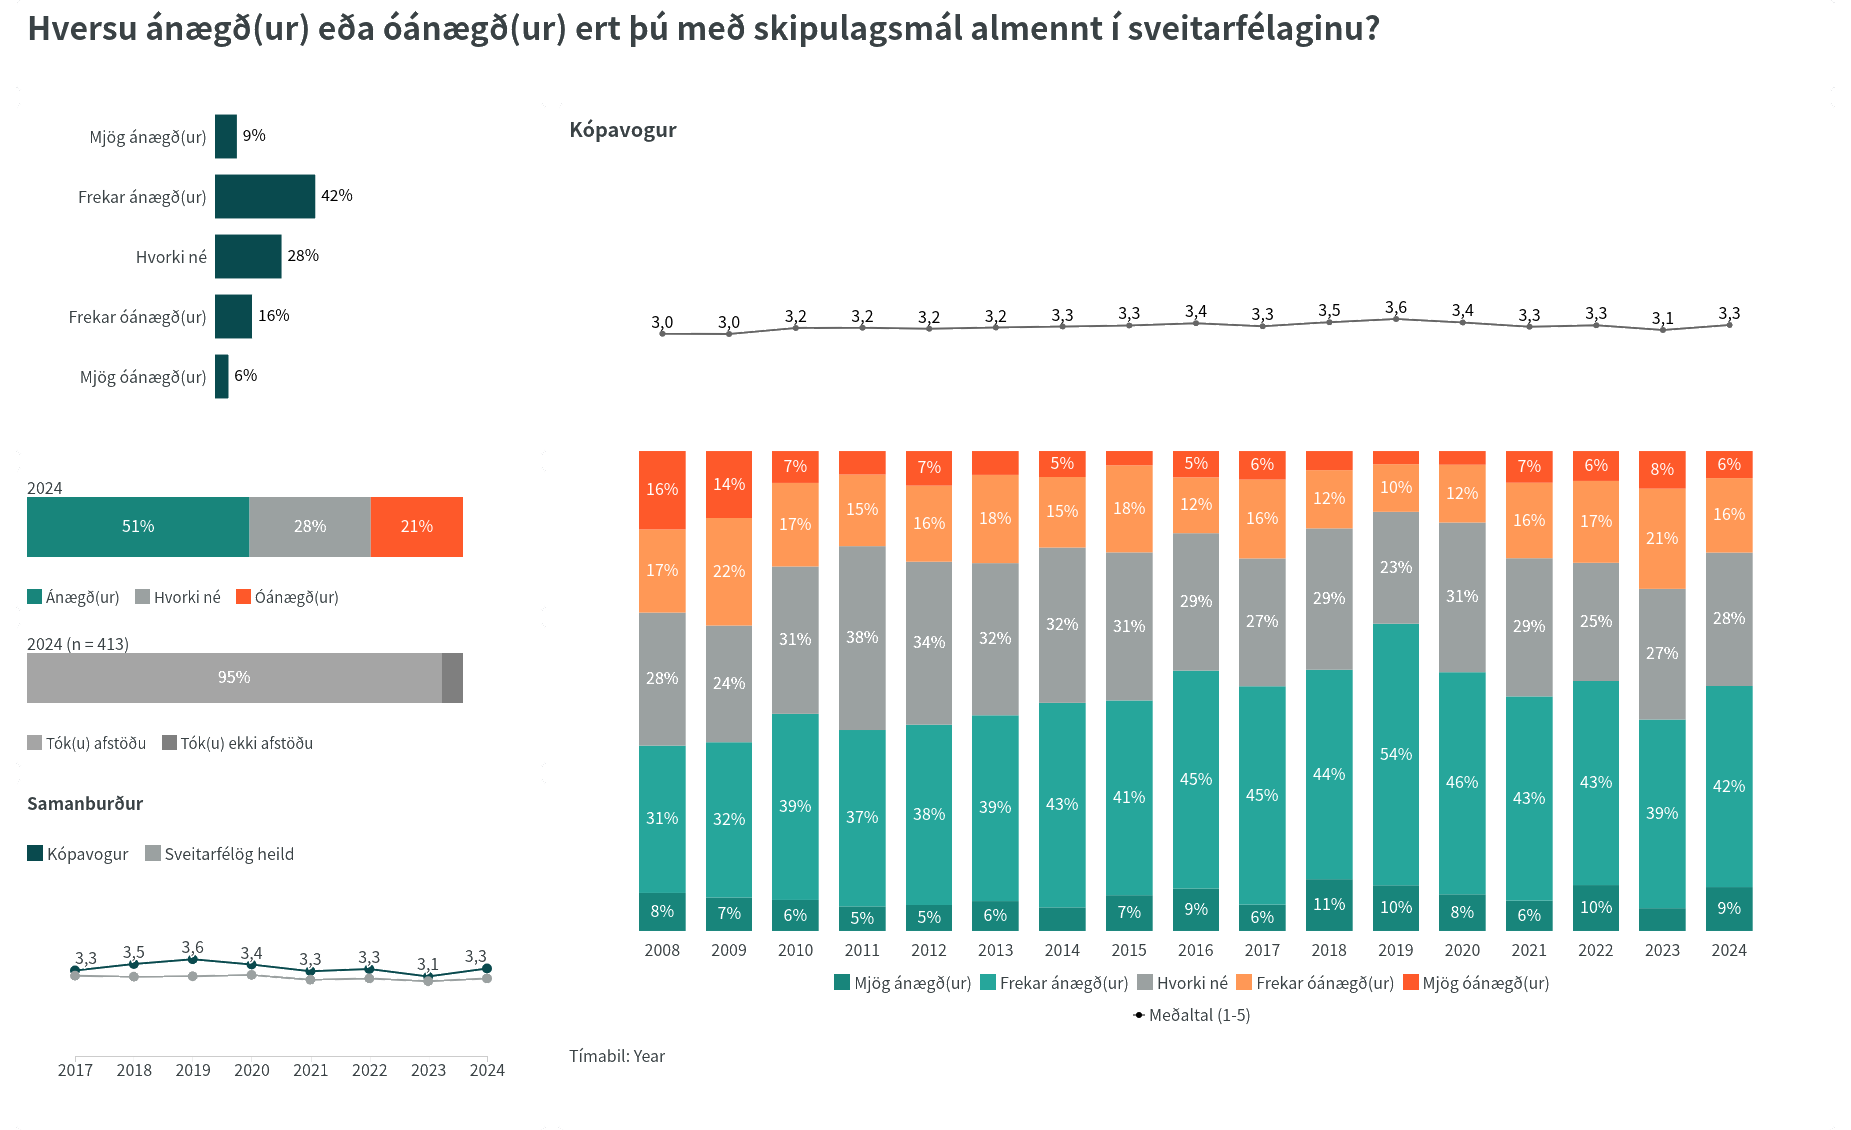 Hversu ánægð(ur) eða óánægð(ur) ert þú með skipulagsmál almennt í sveitarfélaginu?
Mjög ánægð(ur) 9%
Frekar ánægð(ur) 42%
Hvorki né 28%
Frekar óánægð(ur) 16%
Mjög óánægð(ur) 6%
2024
51% 28% 21%
Ánægð(ur) Hvorki né Óánægð(ur)
2024 (n = 413)
95%
Tók(u) afstöðu Tók(u) ekki afstöðu
Samanburður
Kópavogur Sveitarfélög heild
3,3 3,5 3,6 3,4 3,3 3,3 3,1 3,3
2017 2018 2019 2020 2021 2022 2023 2024
Kópavogur
3,0 3,0 3,2 3,2 3,2 3,2 3,3 3,3 3,4 3,3 3,5 3,6 3,4 3,3 3,3 3,1 3,3
16% 14% 7% 7% 5% 5% 6% 7% 6% 8% 6%
17% 22% 17% 15% 16% 18% 15% 18% 12% 16% 12% 10% 12% 16% 17% 21% 16%
28% 24% 31% 38% 34% 32% 32% 31% 29% 27% 29% 23% 31% 29% 25% 27% 28%
31% 32% 39% 37% 38% 39% 43% 41% 45% 45% 44% 54% 46% 43% 43% 39% 42%
8% 7% 6% 5% 5% 6% 7% 9% 6% 11% 10% 8% 6% 10% 9%
2008 2009 2010 2011 2012 2013 2014 2015 2016 2017 2018 2019 2020 2021 2022 2023 2024
Mjög ánægð(ur) Frekar ánægð(ur) Hvorki né Frekar óánægð(ur) Mjög óánægð(ur)
Meðaltal (1-5)
Tímabil: Year